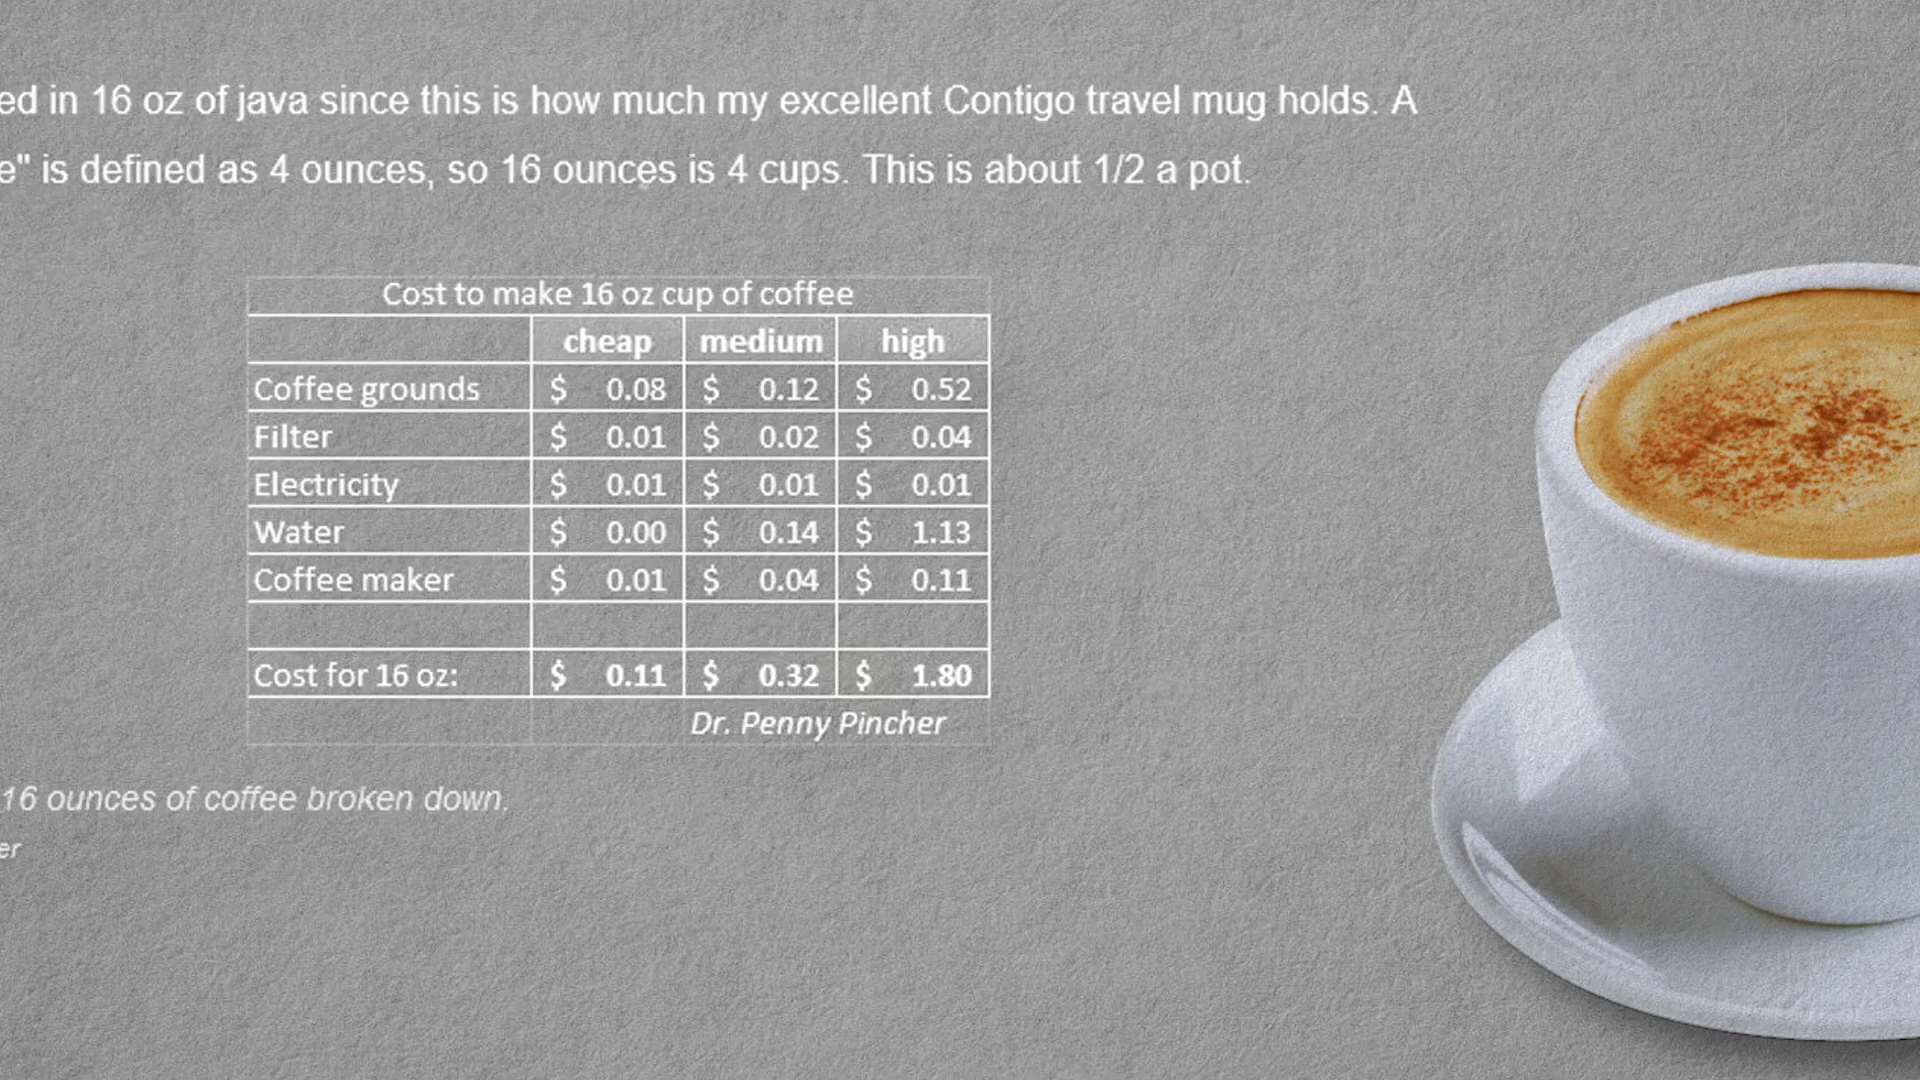 ed in 16 oz of java since this is how much my excellent Contigo travel mug holds. A
e" is defined as 4 ounces, so 16 ounces is 4 cups. This is about 1/2 a pot.
Cost to make 16 oz cup of coffee
cheap medium high
Coffee grounds $ 0.08 $ 0.12 $ 0.52
Filter $ 0.01 $ 0.02 $ 0.04
Electricity $ 0.01 $ 0.01 $ 0.01
Water $ 0.00 $ 0.14 $ 1.13
Coffee maker $ 0.01 $ 0.04 $ 0.11
Cost for 16 oz: $ 0.11 $ 0.32 $ 1.80
Dr. Penny Pincher
16 ounces of coffee broken down.
er